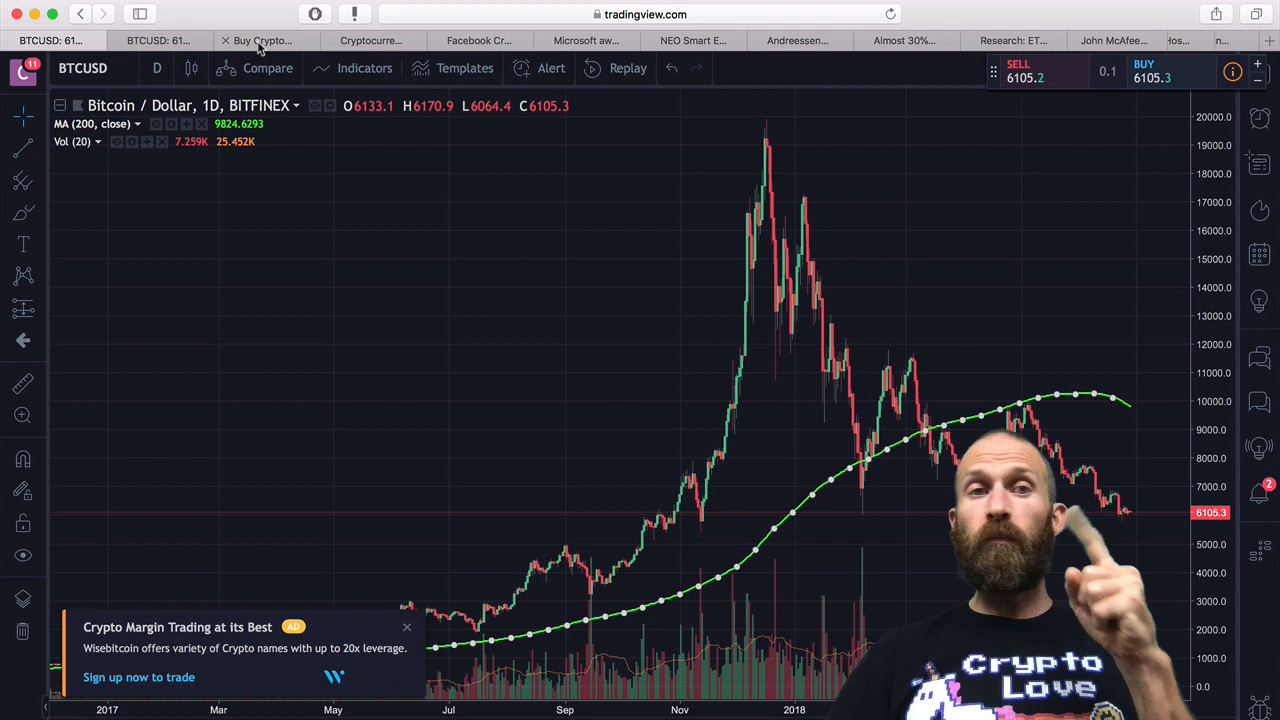 tradingview.com
BTCUSD: 61...
BTCUSD: 61...
Buy Crypto...
Cryptocurre...
Facebook Cr...
Microsoft aw...
NEO Smart E...
Andreessen...
Almost 30%...
Research: ET...
John McAfee...
Hos...
n...
C
11
BTCUSD
D
Compare
Indicators
Templates
Alert
Replay
SELL
6105.2
0.1
BUY
6105.3
Bitcoin / Dollar, 1D, BITFINEX
O6133.1 H6170.9 L6064.4 C6105.3
MA (200, close)
9824.6293
Vol (20)
7.259K
25.452K
20000.0
19000.0
18000.0
17000.0
16000.0
15000.0
14000.0
13000.0
12000.0
11000.0
10000.0
9000.0
8000.0
7000.0
6105.3
5000.0
4000.0
3000.0
2000.0
1000.0
0.0
2
Crypto Margin Trading at its Best
AD
Wisebitcoin offers variety of Crypto names with up to 20x leverage.
Sign up now to trade
2017
Mar
May
Jul
Sep
Nov
2018
Crypto
Love